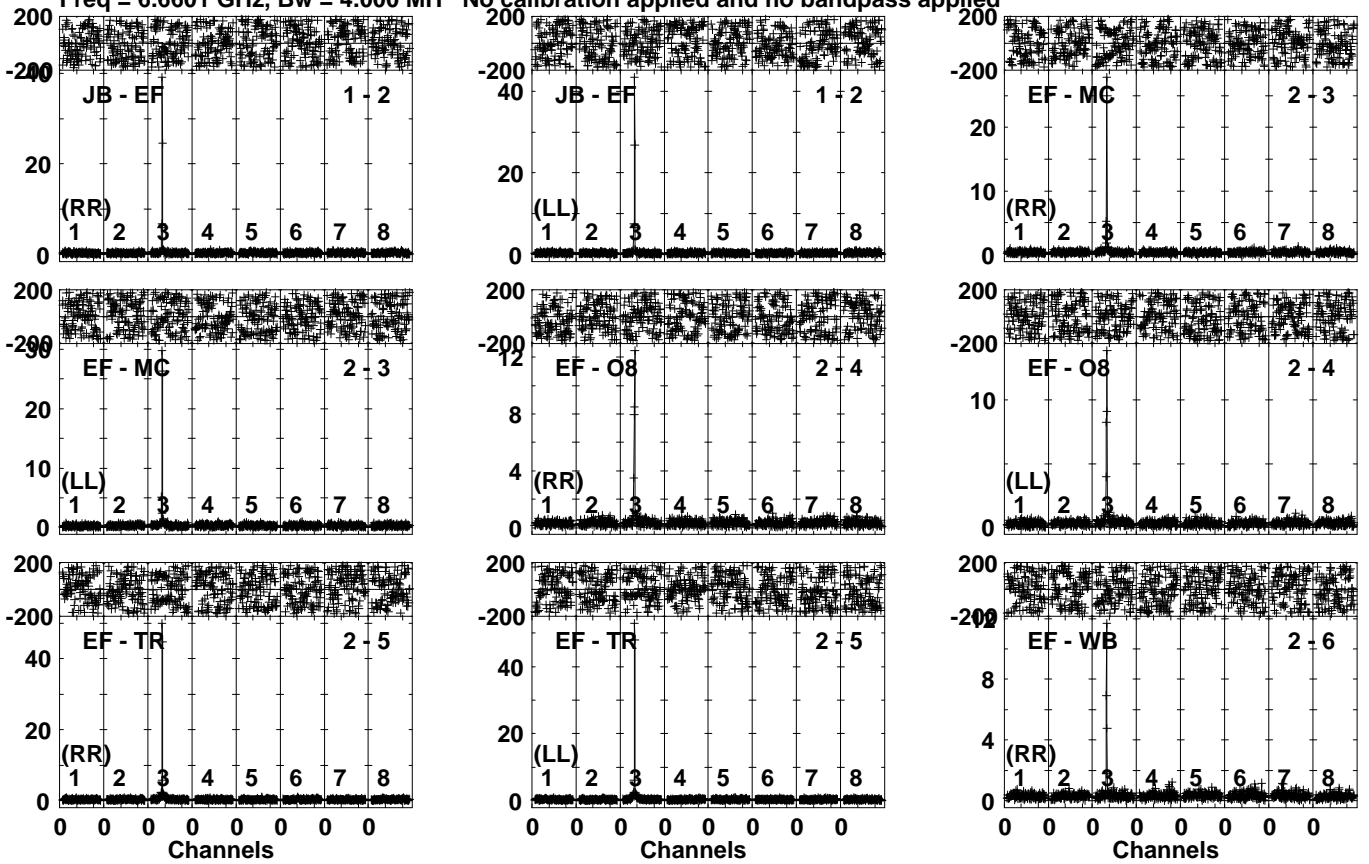 Freq = 6.6601 GHz, Bw = 4.000 MH No calibration applied and no bandpass applied
200 200 200
-200 -200 -200
40
JB - EF 1 - 2 JB - EF 1 - 2 EF - MC 2 - 3
40
20
20 20
10
(RR) (LL) (RR)
1 2 3 4 5 6 7 8 1 2 3 4 5 6 7 8 1 2 3 4 5 6 7 8
0 0 0
200 200 200
-200 -200 -200
30 12
EF - MC 2 - 3 EF - O8 2 - 4 EF - O8 2 - 4
20 8 10
10 4
(LL) (RR) (LL)
1 2 3 4 5 6 7 8 1 2 3 4 5 6 7 8 1 2 3 4 5 6 7 8
0 0 0
200 200 200
-200 -200 -200
12
EF - TR 2 - 5 EF - TR 2 - 5 EF - WB 2 - 6
40 40 8
20 20 4
(RR) (LL) (RR)
1 2 3 4 5 6 7 8 1 2 3 4 5 6 7 8 1 2 3 4 5 6 7 8
0 0 0
0 0 0 0 0 0 0 0 0 0 0 0 0 0 0 0 0 0 0 0 0 0 0 0
Channels Channels Channels